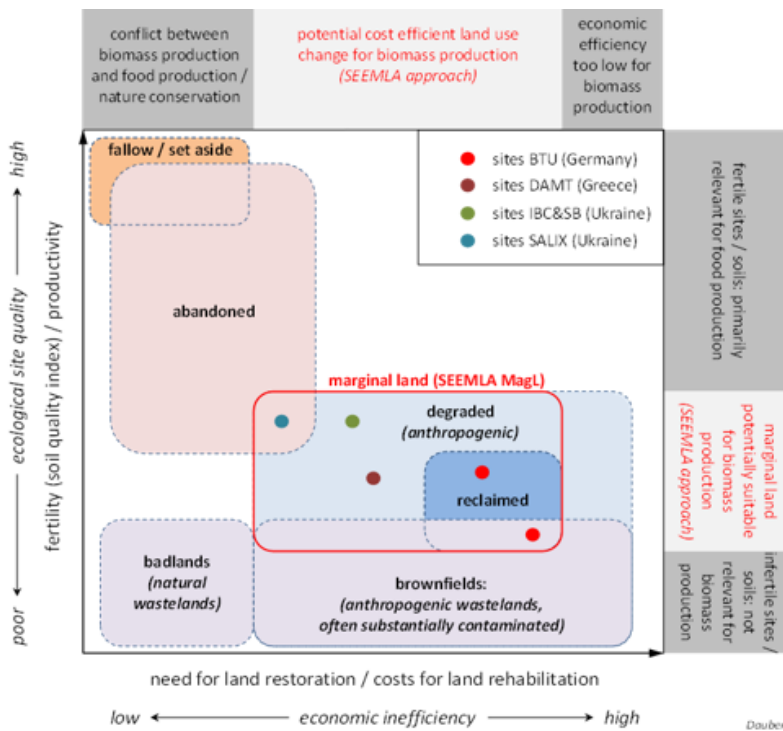 conflict between
biomass production
and food production /
nature conservation
potential cost efficient land use
change for biomass production
(SEEMLA approach)
economic
efficiency
too low for
biomass
production
fallow / set aside
abandoned
sites BTU (Germany)
sites DAMT (Greece)
sites IBC&SB (Ukraine)
sites SALIX (Ukraine)
marginal land (SEEMLA MagL)
degraded
(anthropogenic)
reclaimed
badlands
(natural
wastelands)
brownfields:
(anthropogenic wastelands,
often substantially contaminated)
high
ecological site quality
poor
fertility (soil quality index) / productivity
fertile sites / soils: primarily
relevant for food production
marginal land
potentially suitable
for biomass
production
(SEEMLA approach)
infertile sites /
soils: not
relevant for
biomass
production
need for land restoration / costs for land rehabilitation
low
economic inefficiency
high
Dauber